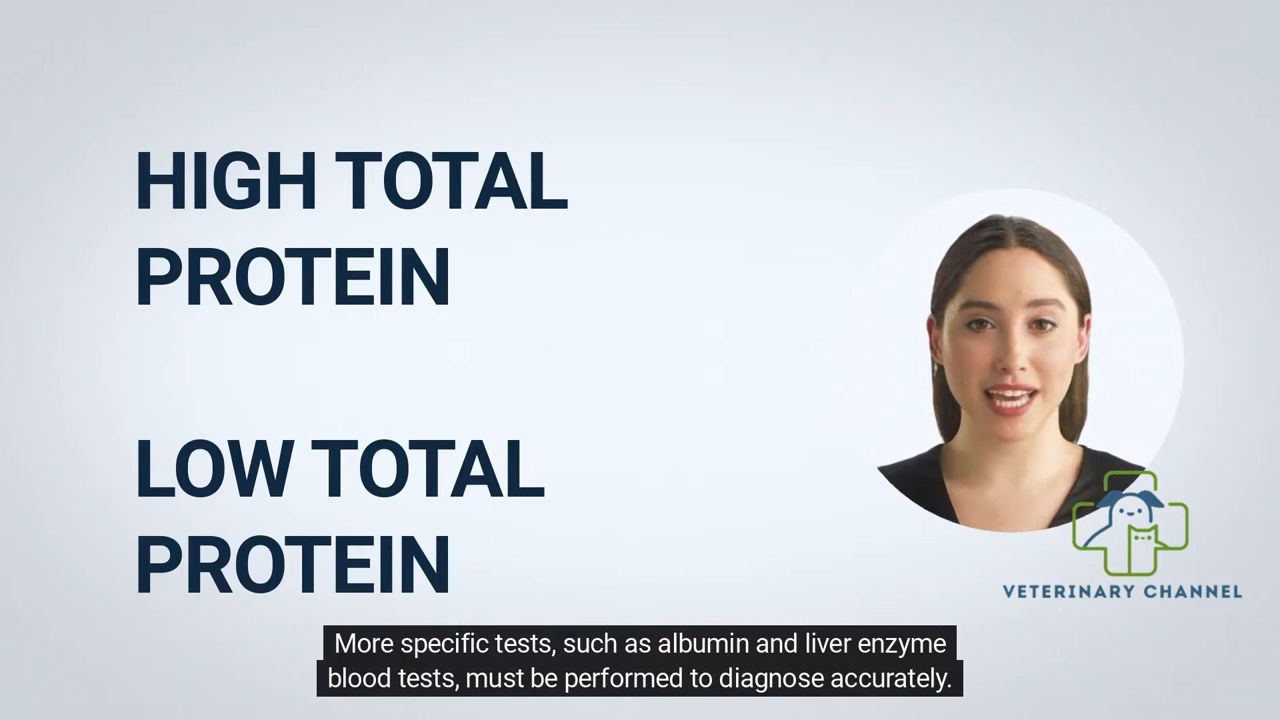 HIGH TOTAL
PROTEIN
LOW TOTAL
PROTEIN
VETERINARY CHANNEL
More specific tests, such as albumin and liver enzyme
blood tests, must be performed to diagnose accurately.